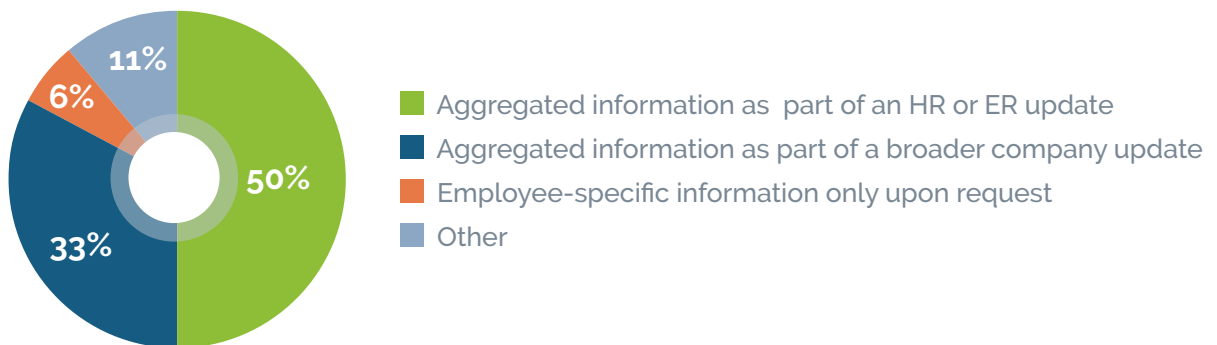 11%
6%
50%
33%
Aggregated information as part of an HR or ER update
Aggregated information as part of a broader company update
Employee-specific information only upon request
Other